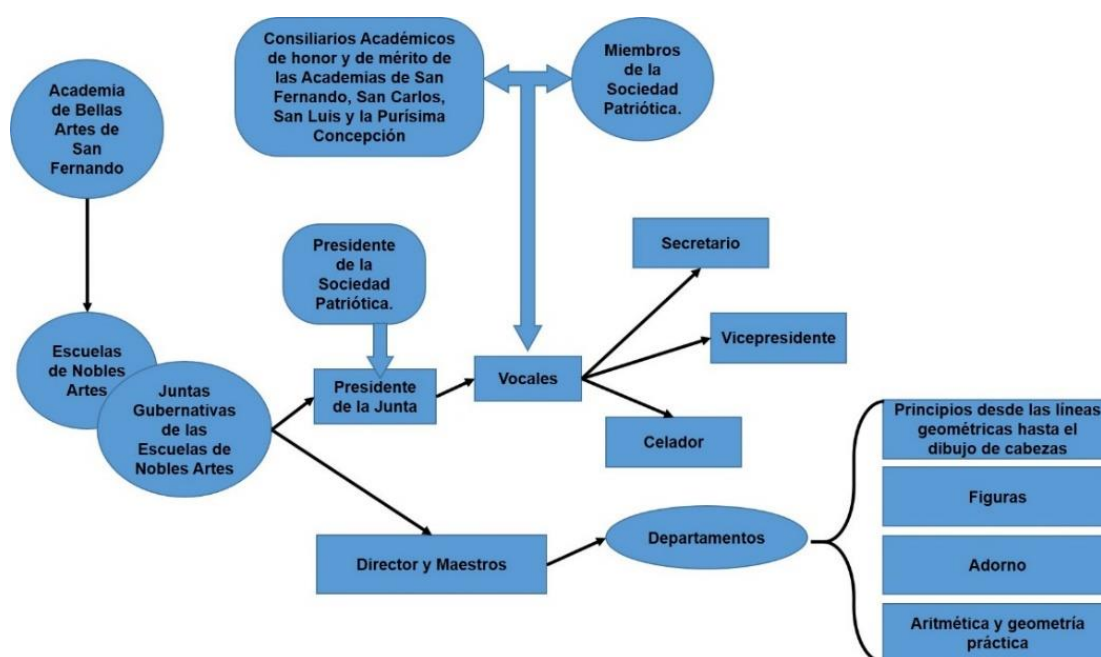 Consiliarios Académicos
de honor y de mérito de
las Academias de San
Fernando, San Carlos,
San Luis y la Purísima
Concepción
Miembros
de la
Sociedad
Patriótica.
Academia
de Bellas
Artes de
San
Fernando
Presidente
de la
Sociedad
Patriótica.
Secretario
Vicepresidente
Escuelas
de Nobles
Artes
Juntas
Gubernativas
de las
Escuelas de
Nobles Artes
Presidente
de la Junta
Vocales
Celador
Director y Maestros
Departamentos
Principios desde las líneas
geométricas hasta el
dibujo de cabezas
Figuras
Adorno
Aritmética y geometría
práctica